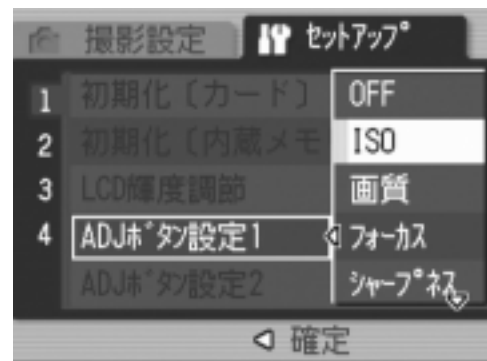 撮影設定 セットアップ
1 初期化〔カード〕 OFF
2 初期化〔内蔵メモ ISO
3 LCD輝度調節 画質
4 ADJボタン設定1 フォーカス
ADJボタン設定2 シャープネス
確定